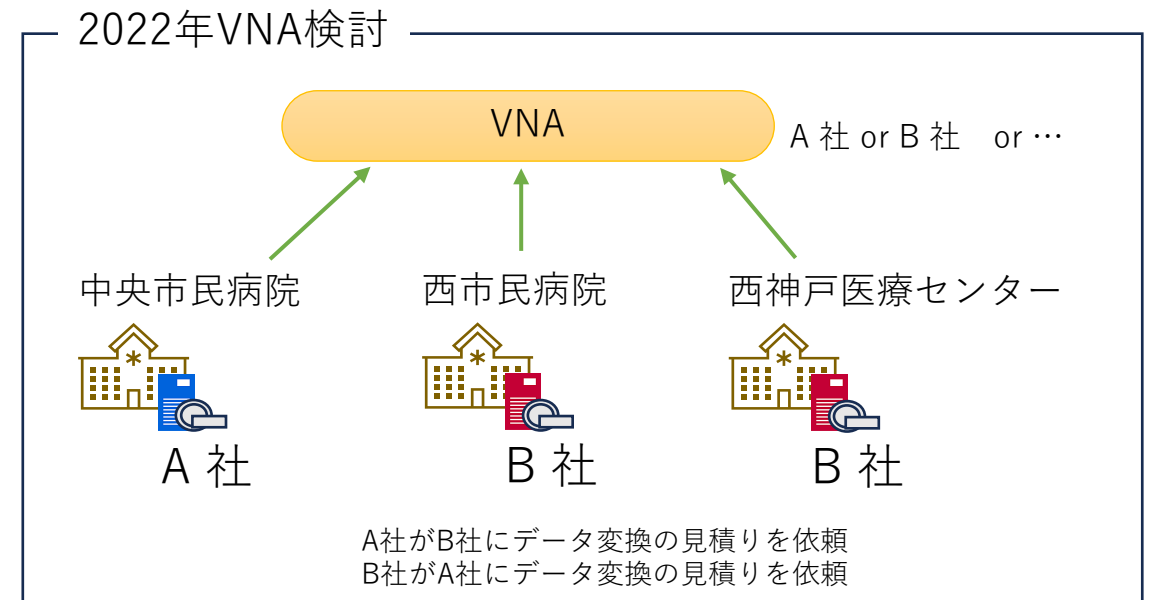 2022年VNA検討
VNA
A 社 or B 社　or …
中央市民病院
西市民病院
西神戸医療センター
A 社
B 社
B 社
A社がB社にデータ変換の見積りを依頼
B社がA社にデータ変換の見積りを依頼